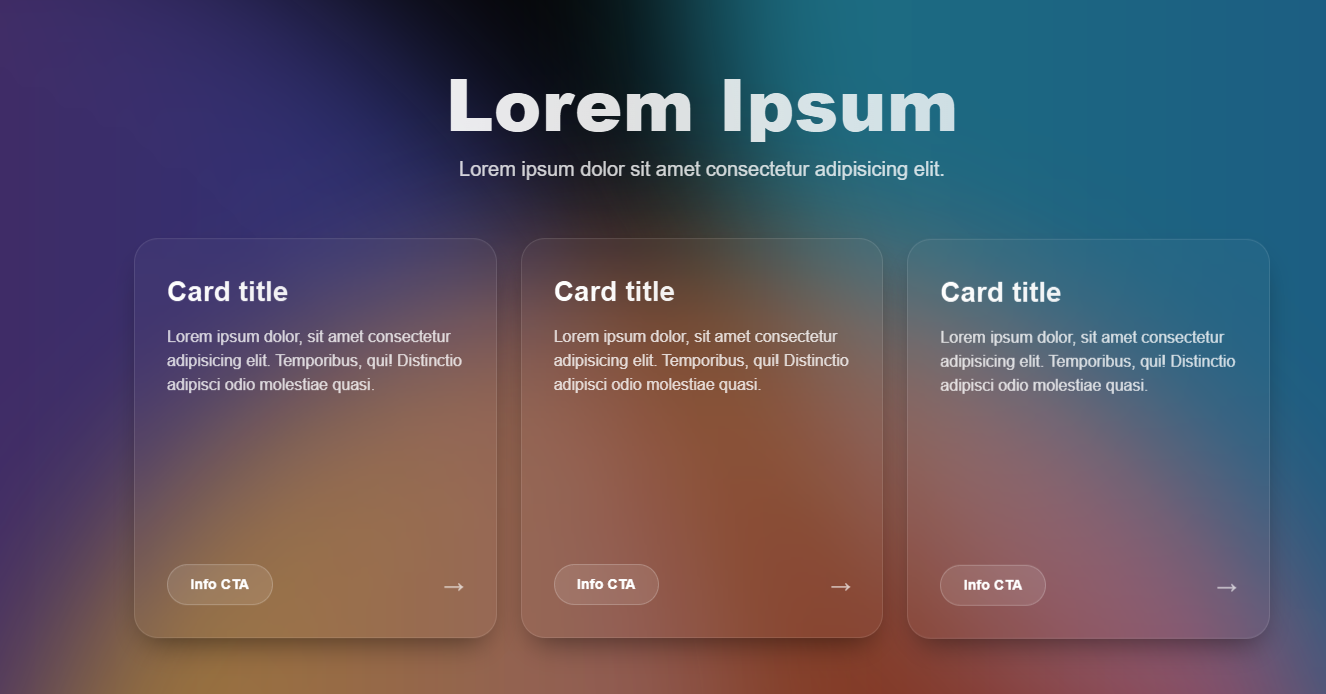 Lorem Ipsum
Lorem ipsum dolor sit amet consectetur adipisicing elit.
Card title
Lorem ipsum dolor, sit amet consectetur
adipisicing elit. Temporibus, qui! Distinctio
adipisci odio molestiae quasi.
Info CTA
→
Card title
Lorem ipsum dolor, sit amet consectetur
adipisicing elit. Temporibus, qui! Distinctio
adipisci odio molestiae quasi.
Info CTA
→
Card title
Lorem ipsum dolor, sit amet consectetur
adipisicing elit. Temporibus, qui! Distinctio
adipisci odio molestiae quasi.
Info CTA
→